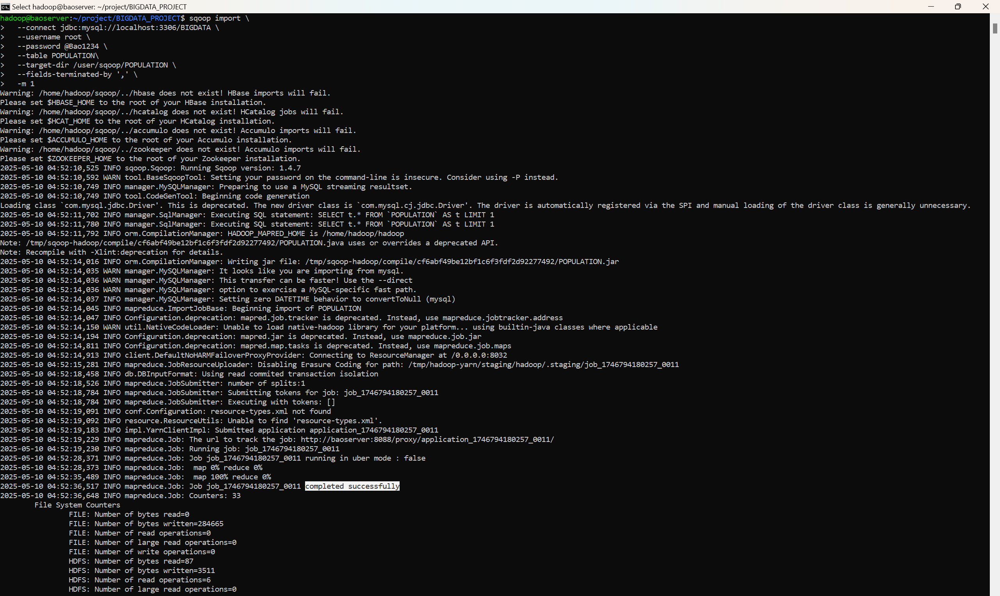 Select hadoop@baoserver: ~/project/BIGDATA_PROJECT
hadoop@baoserver:~/project/BIGDATA_PROJECT$ sqoop import \
>   --connect jdbc:mysql://localhost:3306/BIGDATA \
>   --username root \
>   --password @Bao1234 \
>   --table POPULATION\
>   --target-dir /user/sqoop/POPULATION \
>   --fields-terminated-by ',' \
>   -m 1
Warning: /home/hadoop/sqoop/../hbase does not exist! HBase imports will fail.
Please set $HBASE_HOME to the root of your HBase installation.
Warning: /home/hadoop/sqoop/../hcatalog does not exist! HCatalog jobs will fail.
Please set $HCAT_HOME to the root of your HCatalog installation.
Warning: /home/hadoop/sqoop/../accumulo does not exist! Accumulo imports will fail.
Please set $ACCUMULO_HOME to the root of your Accumulo installation.
Warning: /home/hadoop/sqoop/../zookeeper does not exist! Accumulo imports will fail.
Please set $ZOOKEEPER_HOME to the root of your Zookeeper installation.
2025-05-10 04:52:10,525 INFO sqoop.Sqoop: Running Sqoop version: 1.4.7
2025-05-10 04:52:10,592 WARN tool.BaseSqoopTool: Setting your password on the command-line is insecure. Consider using -P instead.
2025-05-10 04:52:10,749 INFO manager.MySQLManager: Preparing to use a MySQL streaming resultset.
2025-05-10 04:52:10,749 INFO tool.CodeGenTool: Beginning code generation
Loading class `com.mysql.jdbc.Driver'. This is deprecated. The new driver class is `com.mysql.cj.jdbc.Driver'. The driver is automatically registered via the SPI and manual loading of the driver class is generally unnecessary.
2025-05-10 04:52:11,702 INFO manager.SqlManager: Executing SQL statement: SELECT t.* FROM `POPULATION` AS t LIMIT 1
2025-05-10 04:52:11,780 INFO manager.SqlManager: Executing SQL statement: SELECT t.* FROM `POPULATION` AS t LIMIT 1
2025-05-10 04:52:11,792 INFO orm.CompilationManager: HADOOP_MAPRED_HOME is /home/hadoop/hadoop
Note: /tmp/sqoop-hadoop/compile/cf6abf49be12bf1c6f3fdf2d92277492/POPULATION.java uses or overrides a deprecated API.
Note: Recompile with -Xlint:deprecation for details.
2025-05-10 04:52:14,016 INFO orm.CompilationManager: Writing jar file: /tmp/sqoop-hadoop/compile/cf6abf49be12bf1c6f3fdf2d92277492/POPULATION.jar
2025-05-10 04:52:14,035 WARN manager.MySQLManager: It looks like you are importing from mysql.
2025-05-10 04:52:14,036 WARN manager.MySQLManager: This transfer can be faster! Use the --direct
2025-05-10 04:52:14,036 WARN manager.MySQLManager: option to exercise a MySQL-specific fast path.
2025-05-10 04:52:14,037 INFO manager.MySQLManager: Setting zero DATETIME behavior to convertToNull (mysql)
2025-05-10 04:52:14,045 INFO mapreduce.ImportJobBase: Beginning import of POPULATION
2025-05-10 04:52:14,047 INFO Configuration.deprecation: mapred.job.tracker is deprecated. Instead, use mapreduce.jobtracker.address
2025-05-10 04:52:14,150 WARN util.NativeCodeLoader: Unable to load native-hadoop library for your platform... using builtin-java classes where applicable
2025-05-10 04:52:14,194 INFO Configuration.deprecation: mapred.jar is deprecated. Instead, use mapreduce.job.jar
2025-05-10 04:52:14,811 INFO Configuration.deprecation: mapred.map.tasks is deprecated. Instead, use mapreduce.job.maps
2025-05-10 04:52:14,913 INFO client.DefaultNoHARMFailoverProxyProvider: Connecting to ResourceManager at /0.0.0.0:8032
2025-05-10 04:52:15,281 INFO mapreduce.JobResourceUploader: Disabling Erasure Coding for path: /tmp/hadoop-yarn/staging/hadoop/.staging/job_1746794180257_0011
2025-05-10 04:52:18,458 INFO db.DBInputFormat: Using read commited transaction isolation
2025-05-10 04:52:18,526 INFO mapreduce.JobSubmitter: number of splits:1
2025-05-10 04:52:18,784 INFO mapreduce.JobSubmitter: Submitting tokens for job: job_1746794180257_0011
2025-05-10 04:52:18,784 INFO mapreduce.JobSubmitter: Executing with tokens: []
2025-05-10 04:52:19,091 INFO conf.Configuration: resource-types.xml not found
2025-05-10 04:52:19,092 INFO resource.ResourceUtils: Unable to find 'resource-types.xml'.
2025-05-10 04:52:19,183 INFO impl.YarnClientImpl: Submitted application application_1746794180257_0011
2025-05-10 04:52:19,229 INFO mapreduce.Job: The url to track the job: http://baoserver:8088/proxy/application_1746794180257_0011/
2025-05-10 04:52:19,230 INFO mapreduce.Job: Running job: job_1746794180257_0011
2025-05-10 04:52:28,371 INFO mapreduce.Job: Job job_1746794180257_0011 running in uber mode : false
2025-05-10 04:52:28,373 INFO mapreduce.Job:  map 0% reduce 0%
2025-05-10 04:52:35,489 INFO mapreduce.Job:  map 100% reduce 0%
2025-05-10 04:52:36,517 INFO mapreduce.Job: Job job_1746794180257_0011 completed successfully
2025-05-10 04:52:36,648 INFO mapreduce.Job: Counters: 33
File System Counters
FILE: Number of bytes read=0
FILE: Number of bytes written=284665
FILE: Number of read operations=0
FILE: Number of large read operations=0
FILE: Number of write operations=0
HDFS: Number of bytes read=87
HDFS: Number of bytes written=3511
HDFS: Number of read operations=6
HDFS: Number of large read operations=0